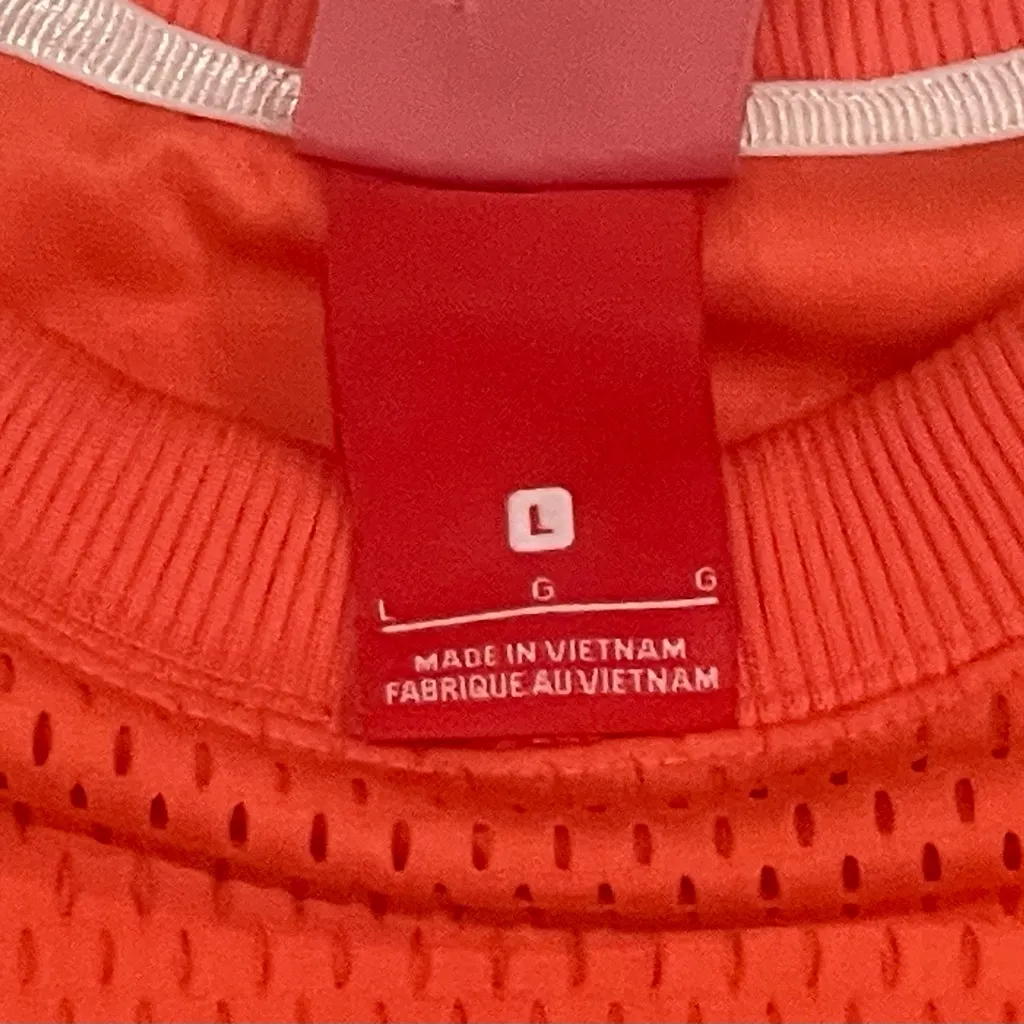 L
L G G
MADE IN VIETNAM
FABRIQUE AU VIETNAM